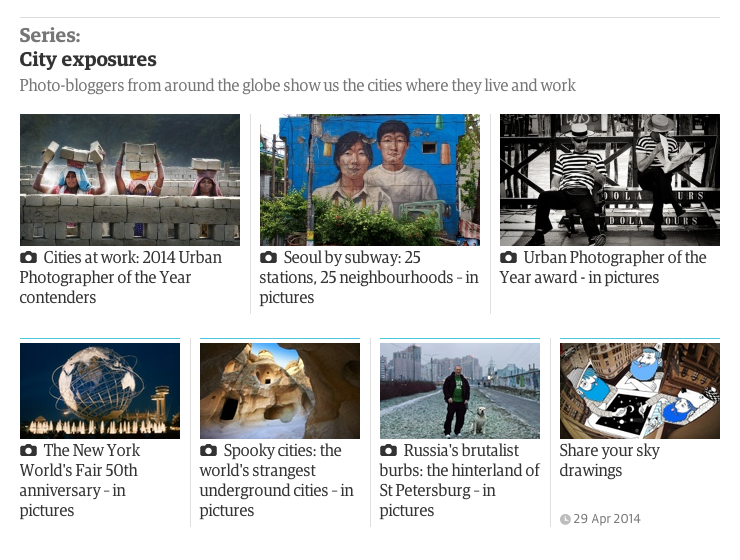 Series:
City exposures
Photo-bloggers from around the globe show us the cities where they live and work
Cities at work: 2014 Urban
Photographer of the Year
contenders
Seoul by subway: 25
stations, 25 neighbourhoods – in
pictures
DOLA OURS
DOLA OURS
Urban Photographer of the
Year award - in pictures
The New York
World's Fair 50th
anniversary – in
pictures
Spooky cities: the
world's strangest
underground cities – in
pictures
Russia's brutalist
burbs: the hinterland of
St Petersburg – in
pictures
Share your sky
drawings
29 Apr 2014